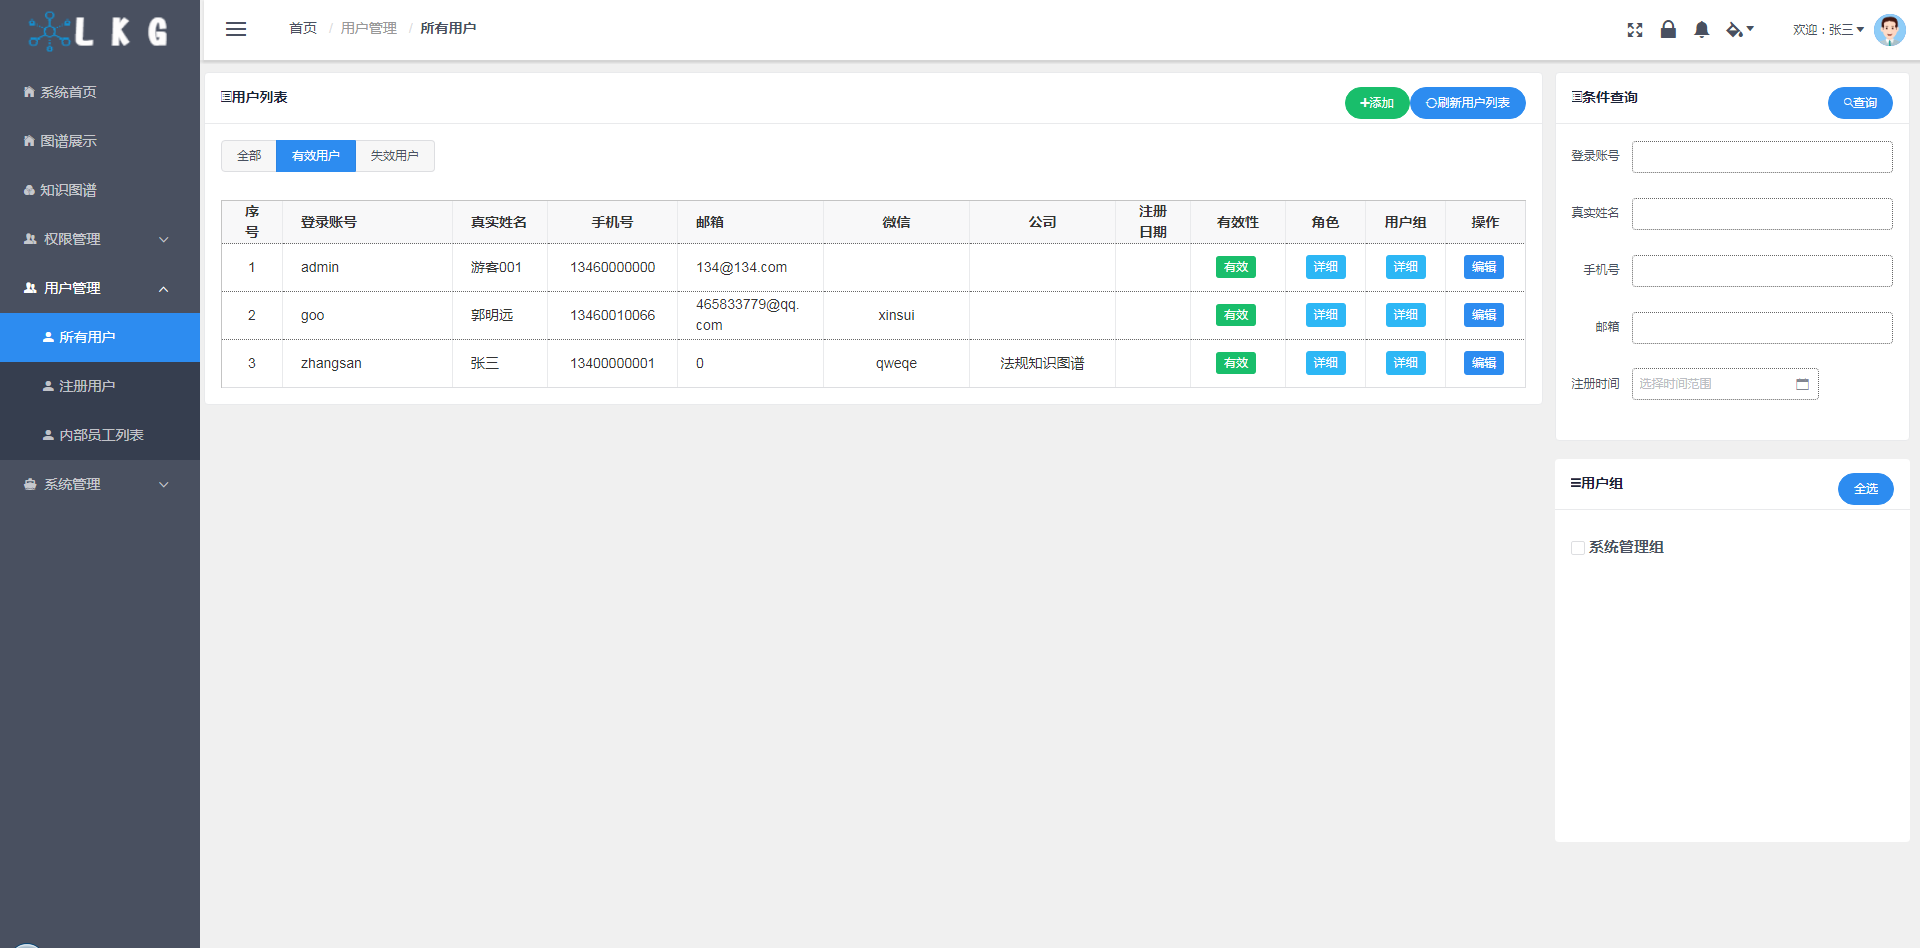 L K G
首页 / 用户管理 / 所有用户
欢迎：张三
系统首页
图谱展示
知识图谱
权限管理
用户管理
所有用户
注册用户
内部员工列表
系统管理
用户列表
添加
刷新用户列表
全部
有效用户
失效用户
序号 登录账号 真实姓名 手机号 邮箱 微信 公司 注册日期 有效性 角色 用户组 操作
1 admin 游客001 13460000000 134@134.com 有效 详细 详细 编辑
2 goo 郭明远 13460010066 465833779@qq.com xinsui 有效 详细 详细 编辑
3 zhangsan 张三 13400000001 0 qweqe 法规知识图谱 有效 详细 详细 编辑
条件查询
查询
登录账号
真实姓名
手机号
邮箱
注册时间 选择时间范围
用户组
全选
系统管理组